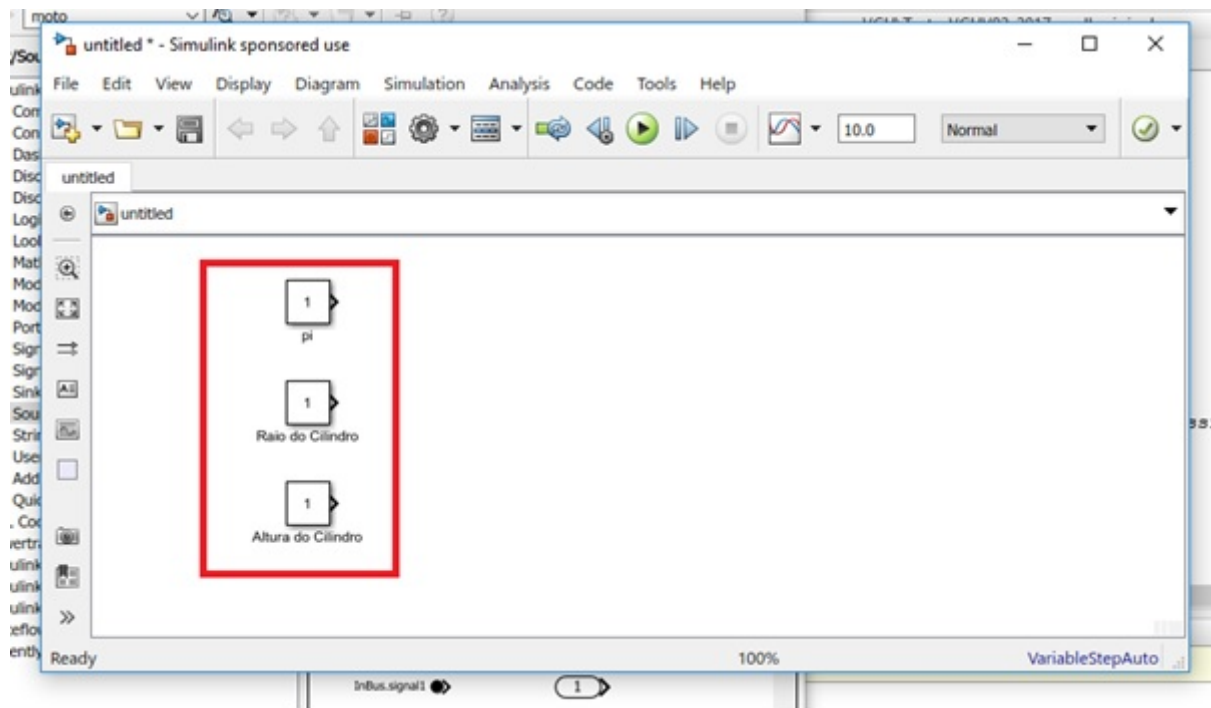 moto
untitled * - Simulink sponsored use
File Edit View Display Diagram Simulation Analysis Code Tools Help
10.0 Normal
untitled
untitled
1
pi
1
Raio do Cilindro
1
Altura do Cilindro
Ready 100% VariableStepAuto
InBus.signal1 1